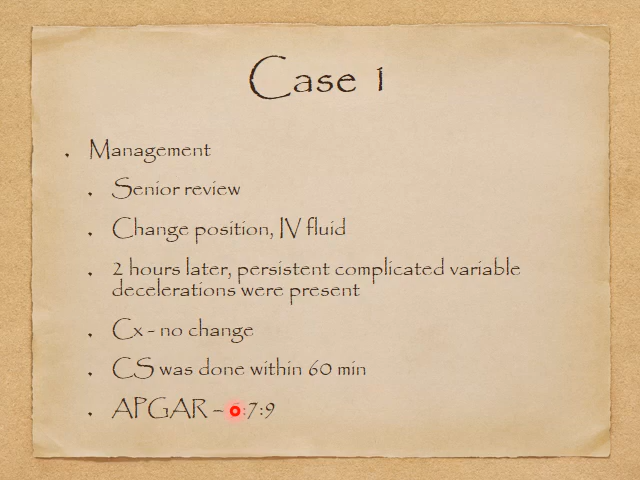 Case 1
Management
Senior review
Change position, IV fluid
2 hours later, persistent complicated variable
decelerations were present
Cx - no change
CS was done within 60 min
APGAR – :7:9